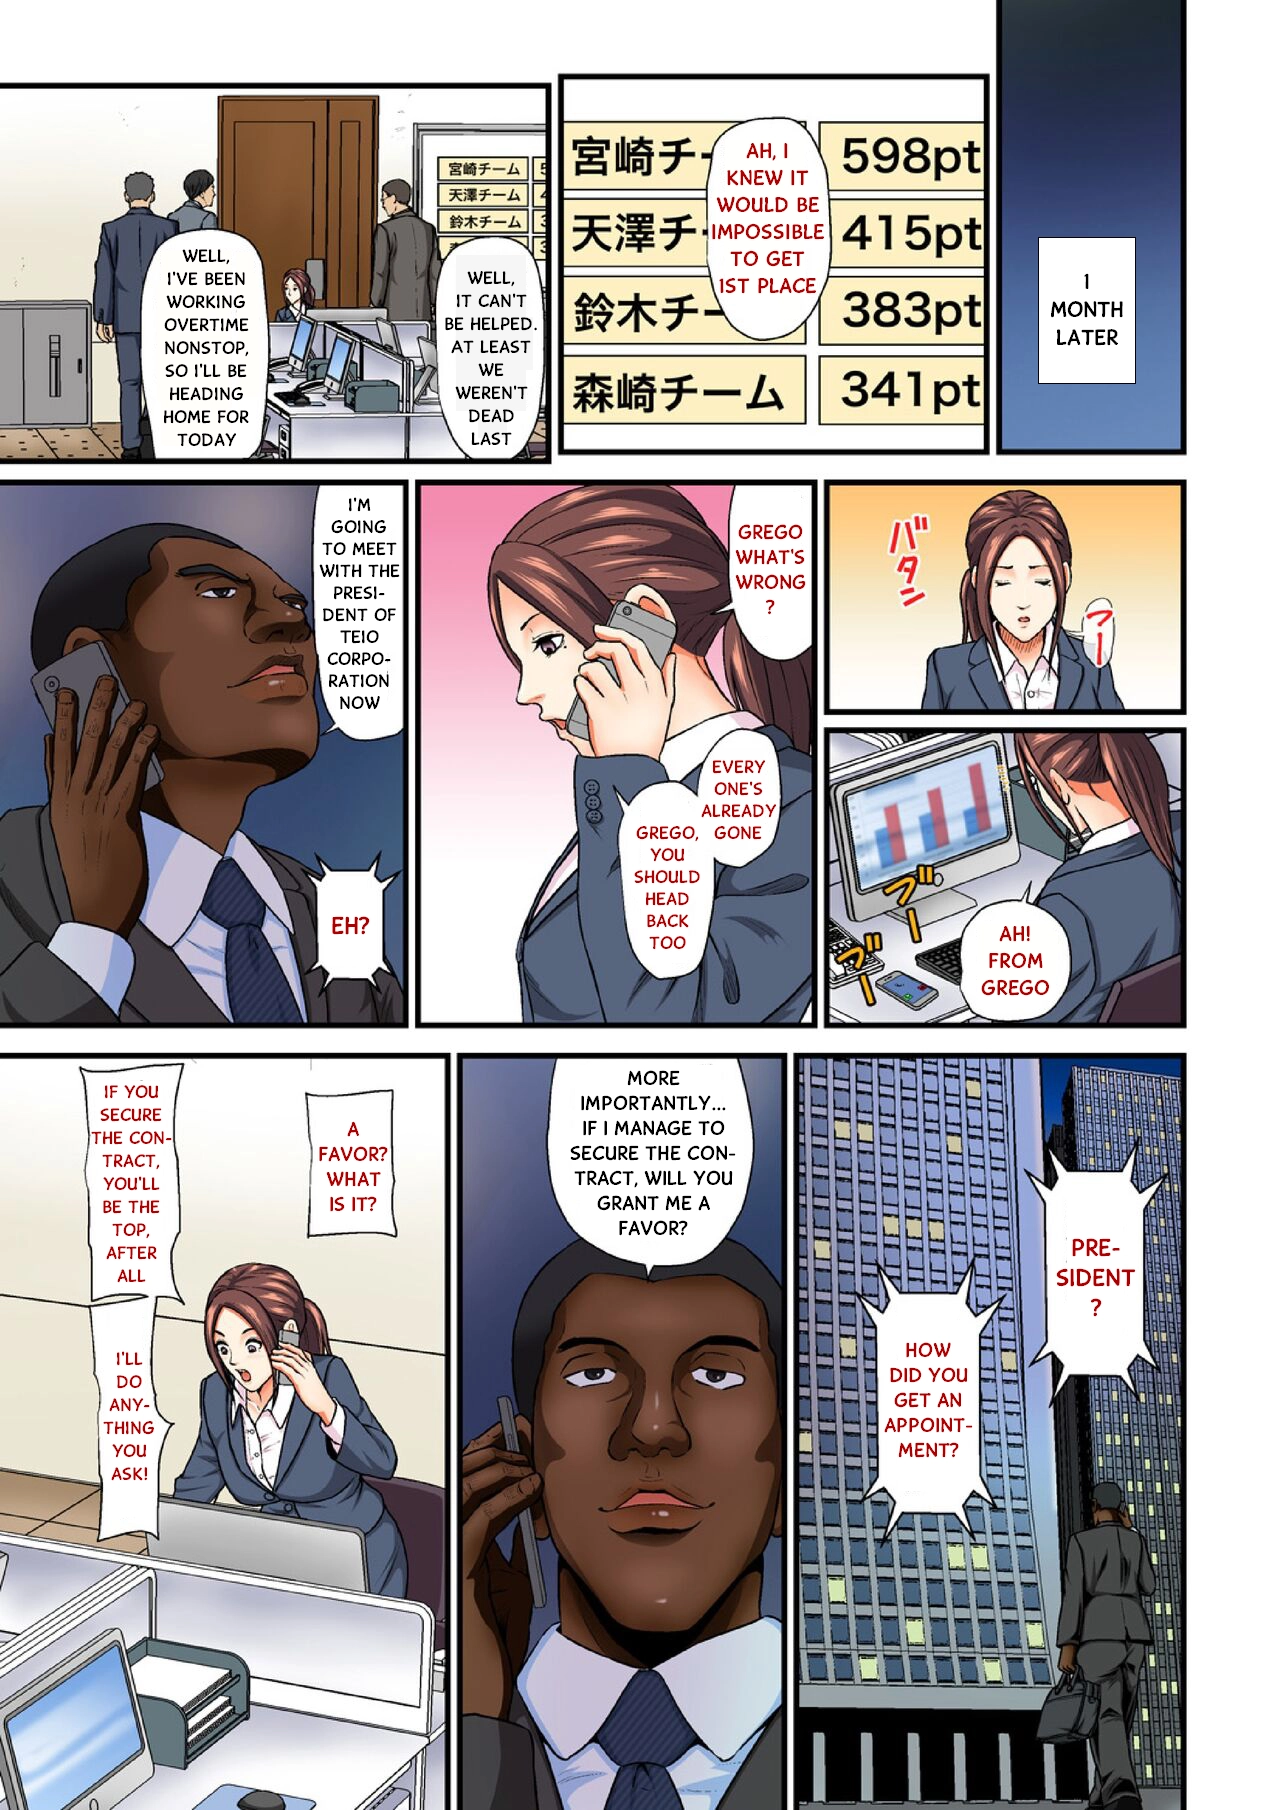 1
MONTH
LATER
宮崎チー
598pt
天澤チー
415pt
鈴木チー
383pt
森崎チーム
341pt
AH, I
KNEW IT
WOULD BE
IMPOSSIBLE
TO GET
1ST PLACE
宮崎チーム
天澤チーム
鈴木チーム
WELL,
IT CAN'T
BE HELPED.
AT LEAST
WE
WEREN'T
DEAD
LAST
WELL,
I'VE BEEN
WORKING
OVERTIME
NONSTOP,
SO I'LL BE
HEADING
HOME FOR
TODAY
バタン
フー
ブー
ブー
AH!
FROM
GREGO
GREGO
WHAT'S
WRONG
?
EVERY
ONE'S
ALREADY
GONE
GREGO,
YOU
SHOULD
HEAD
BACK
TOO
I'M
GOING
TO MEET
WITH THE
PRESI-
DENT OF
TEIO
CORPO-
RATION
NOW
EH?
PRE-
SIDENT
?
HOW
DID YOU
GET AN
APPOINT-
MENT?
MORE
IMPORTANTLY...
IF I MANAGE TO
SECURE THE CON-
TRACT, WILL YOU
GRANT ME A
FAVOR?
A
FAVOR?
WHAT
IS IT?
IF YOU
SECURE
THE CON-
TRACT,
YOU'LL
BE THE
TOP,
AFTER
ALL
I'LL
DO
ANY-
THING
YOU
ASK!